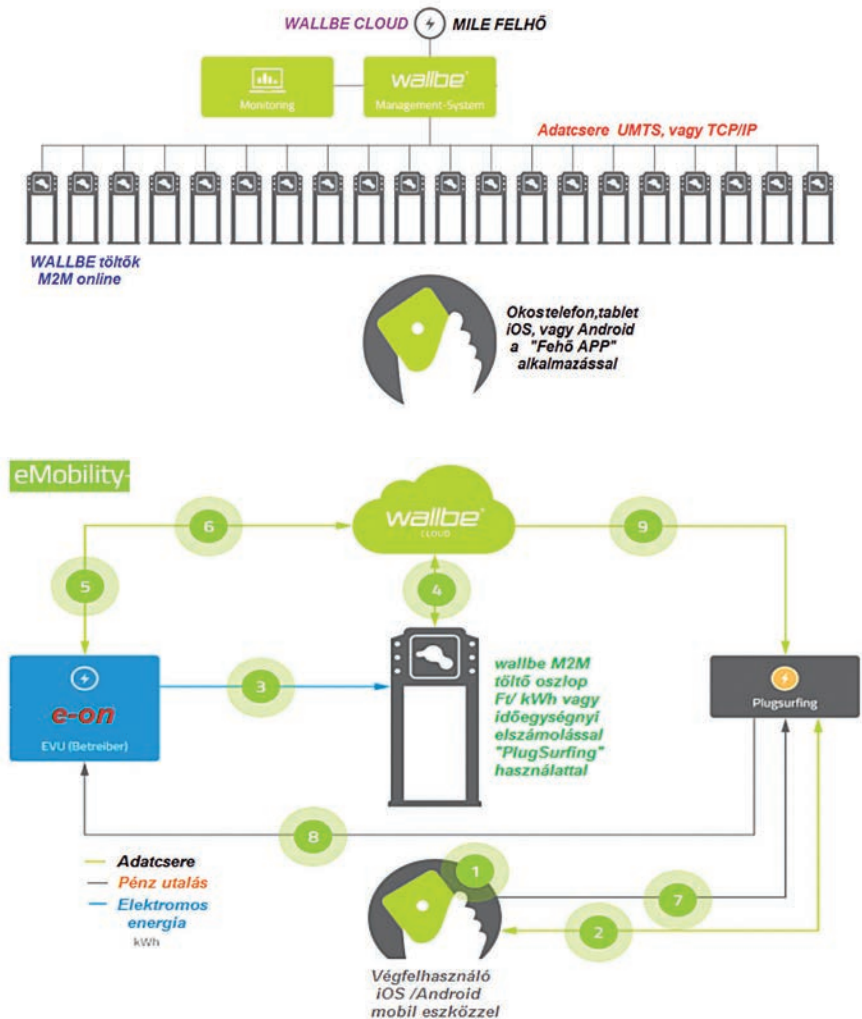 WALLBE CLOUD MILE FELHŐ
Monitoring
wallbe®
Management-System
Adatcsere UMTS, vagy TCP/IP
WALLBE töltők
M2M online
Okostelefon,tablet
iOS, vagy Android
a "Fehő APP"
alkalmazással
eMobility-
wallbe®
CLOUD
6
9
5
4
3
e-on
EVU (Betreiber)
wallbe M2M
töltő oszlop
Ft/ kWh vagy
időegységnyi
elszámolással
"PlugSurfing"
használattal
Plugsurfing
8
Adatcsere
Pénz utalás
Elektromos
energia
kWh
1
7
2
Végfelhasználó
iOS /Android
mobil eszközzel